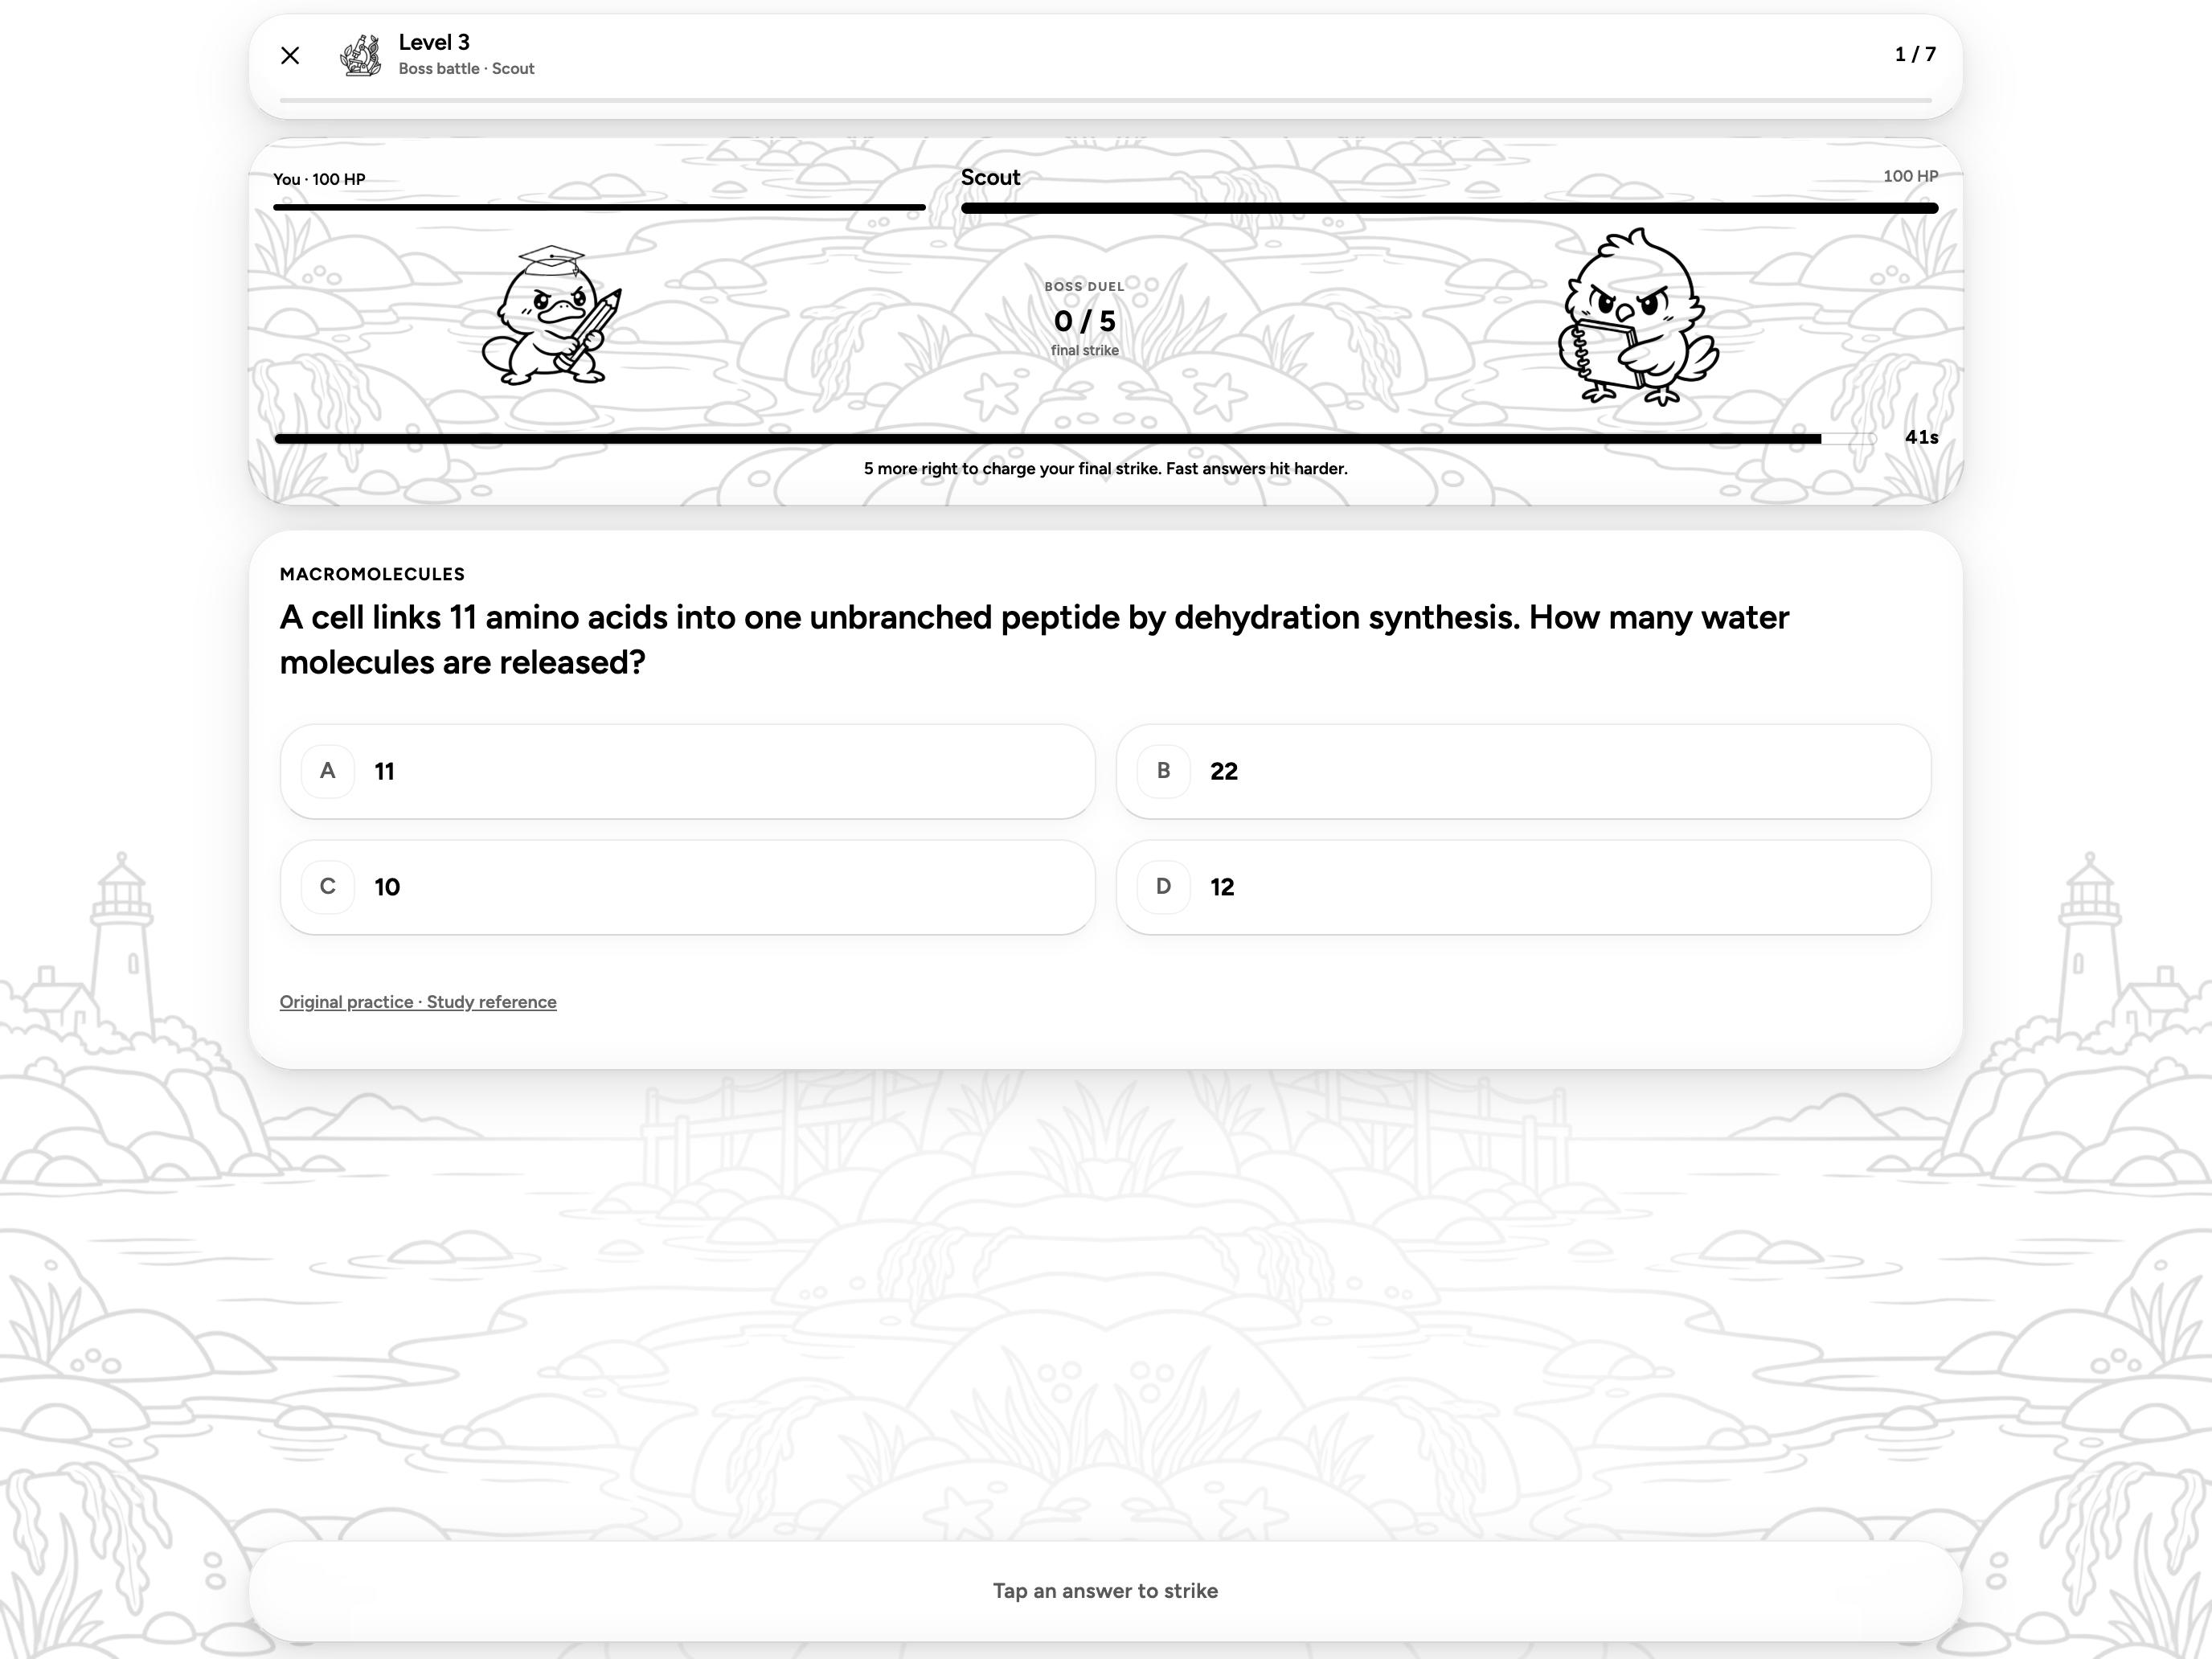 Level 3
Boss battle · Scout
1 / 7
You · 100 HP
Scout
100 HP
BOSS DUEL
0 / 5
final strike
41s
5 more right to charge your final strike. Fast answers hit harder.
MACROMOLECULES
A cell links 11 amino acids into one unbranched peptide by dehydration synthesis. How many water
molecules are released?
A 11
B 22
C 10
D 12
Original practice · Study reference
Tap an answer to strike